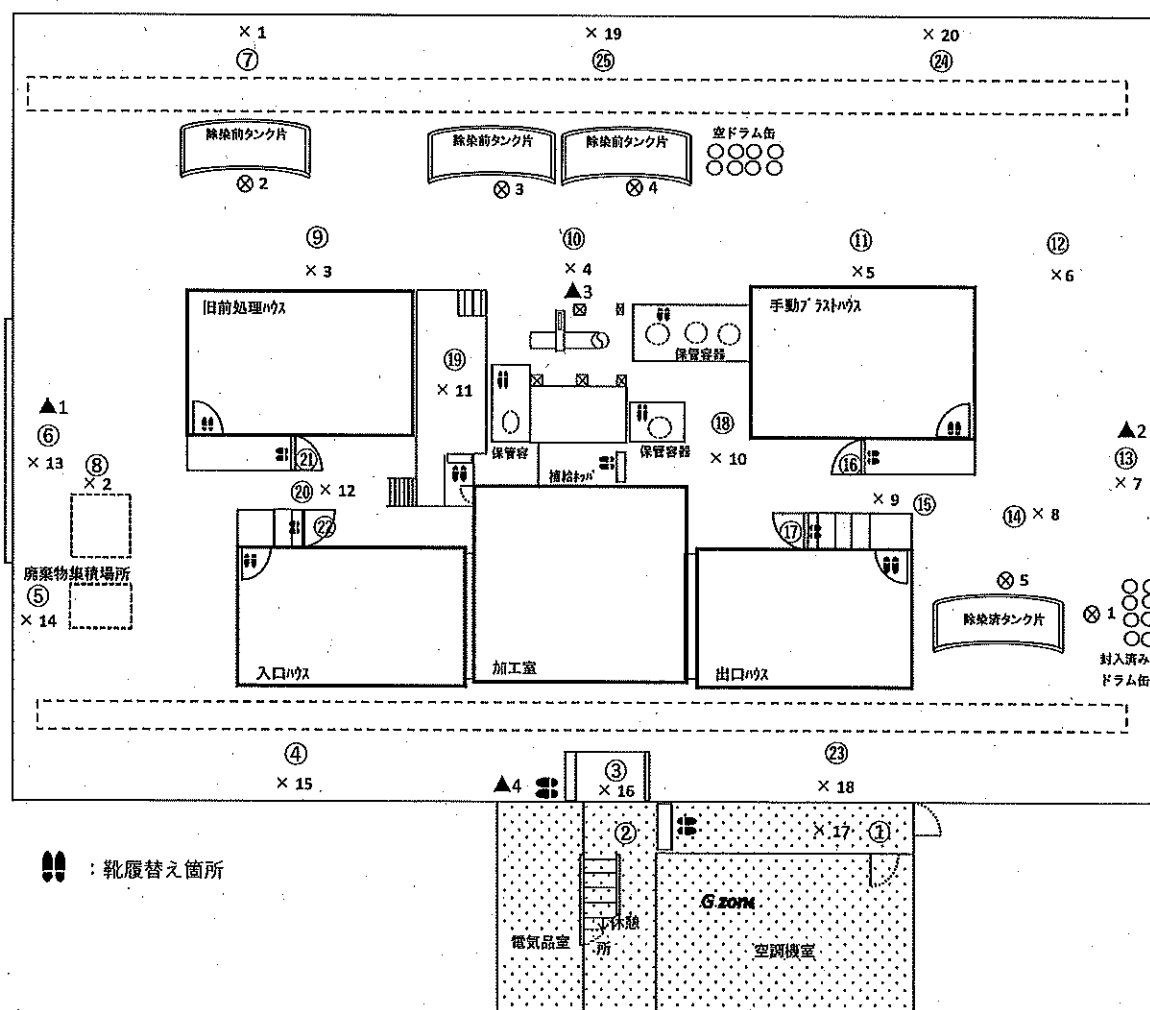 × 1
× 19
× 20
⑦
㉕
㉔
除染前タンク片
除染前タンク片
除染前タンク片
空ドラム缶
⊗ 2
⊗ 3
⊗ 4
⑨
⑩
⑪
⑫
× 3
× 4
× 5
× 6
▲3
旧前処理ハウス
手動ブラストハウス
保管容器
⑲
× 11
▲1
⑥
× 13
⑧
× 2
⑱
× 10
▲2
⑬
× 7
保管容
保管容器
補給ホッパ
㉑
⑯
⑳
× 12
× 9
⑮
⑭
× 8
㉒
⑰
廃棄物集積場所
⑤
× 14
⊗ 5
⊗ 1
除染済タンク片
封入済み
ドラム缶
入口ハウス
加工室
出口ハウス
④
× 15
▲4
③
× 16
㉓
× 18
②
× 17
①
：靴履替え箇所
G zone
休憩
所
電気品室
空調機室